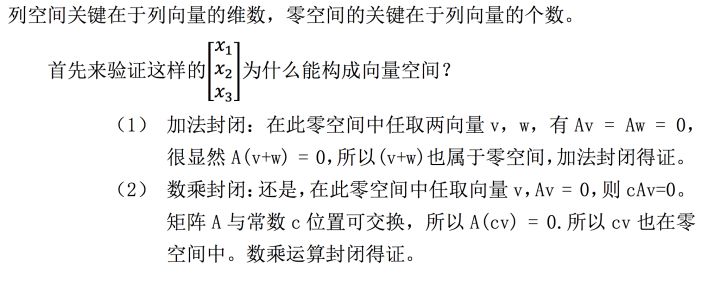 列空间关键在于列向量的维数，零空间的关键在于列向量的个数。
首先来验证这样的[x₁ x₂ x₃]为什么能构成向量空间？
（1） 加法封闭：在此零空间中任取两向量 v，w，有 Av = Aw = 0，
很显然 A(v+w) = 0,所以(v+w)也属于零空间,加法封闭得证。
（2） 数乘封闭:还是,在此零空间中任取向量 v,Av = 0,则 cAv=0。
矩阵 A 与常数 c 位置可交换，所以 A(cv) = 0.所以 cv 也在零
空间中。数乘运算封闭得证。